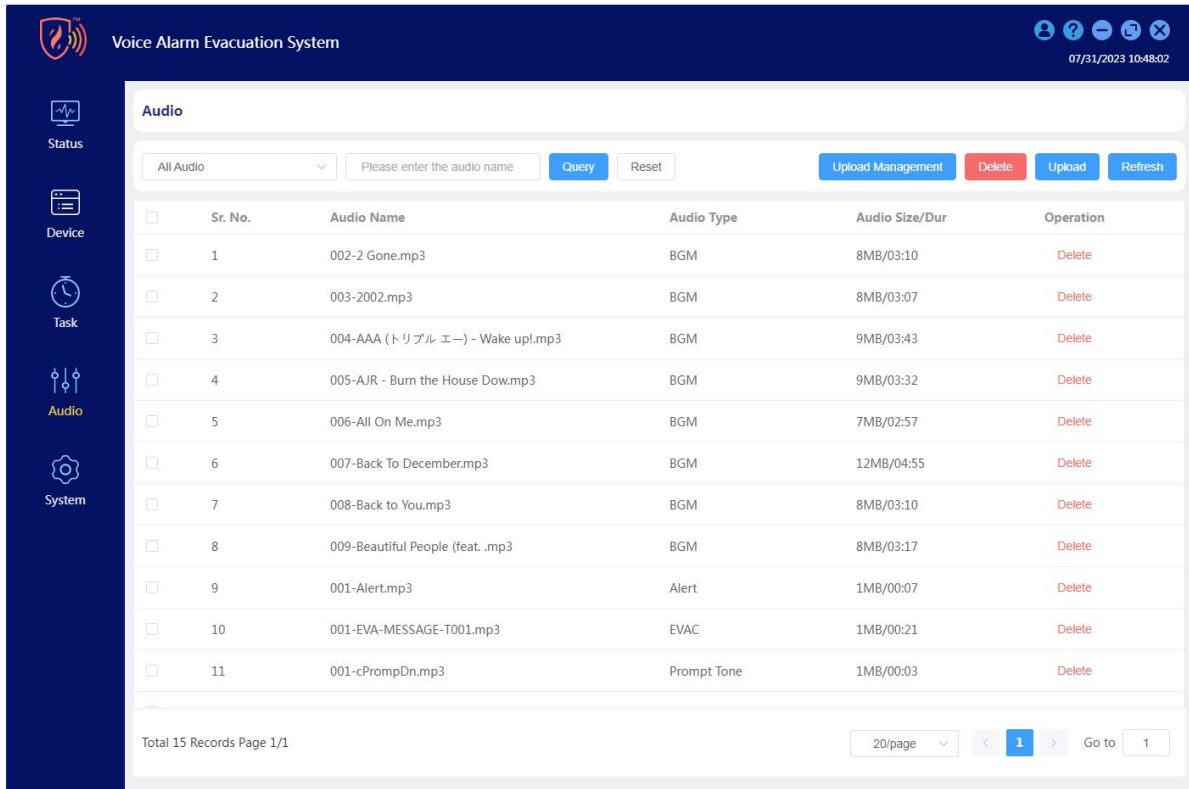 TM
Voice Alarm Evacuation System
07/31/2023 10:48:02
Status
Device
Task
Audio
System
Audio
All Audio Please enter the audio name Query Reset Upload Management Delete Upload Refresh
Sr. No. Audio Name Audio Type Audio Size/Dur Operation
1 002-2 Gone.mp3 BGM 8MB/03:10 Delete
2 003-2002.mp3 BGM 8MB/03:07 Delete
3 004-AAA (トリプル エー) - Wake up!.mp3 BGM 9MB/03:43 Delete
4 005-AJR - Burn the House Dow.mp3 BGM 9MB/03:32 Delete
5 006-All On Me.mp3 BGM 7MB/02:57 Delete
6 007-Back To December.mp3 BGM 12MB/04:55 Delete
7 008-Back to You.mp3 BGM 8MB/03:10 Delete
8 009-Beautiful People (feat. .mp3 BGM 8MB/03:17 Delete
9 001-Alert.mp3 Alert 1MB/00:07 Delete
10 001-EVA-MESSAGE-T001.mp3 EVAC 1MB/00:21 Delete
11 001-cPrompDn.mp3 Prompt Tone 1MB/00:03 Delete
Total 15 Records Page 1/1 20/page < 1 > Go to 1